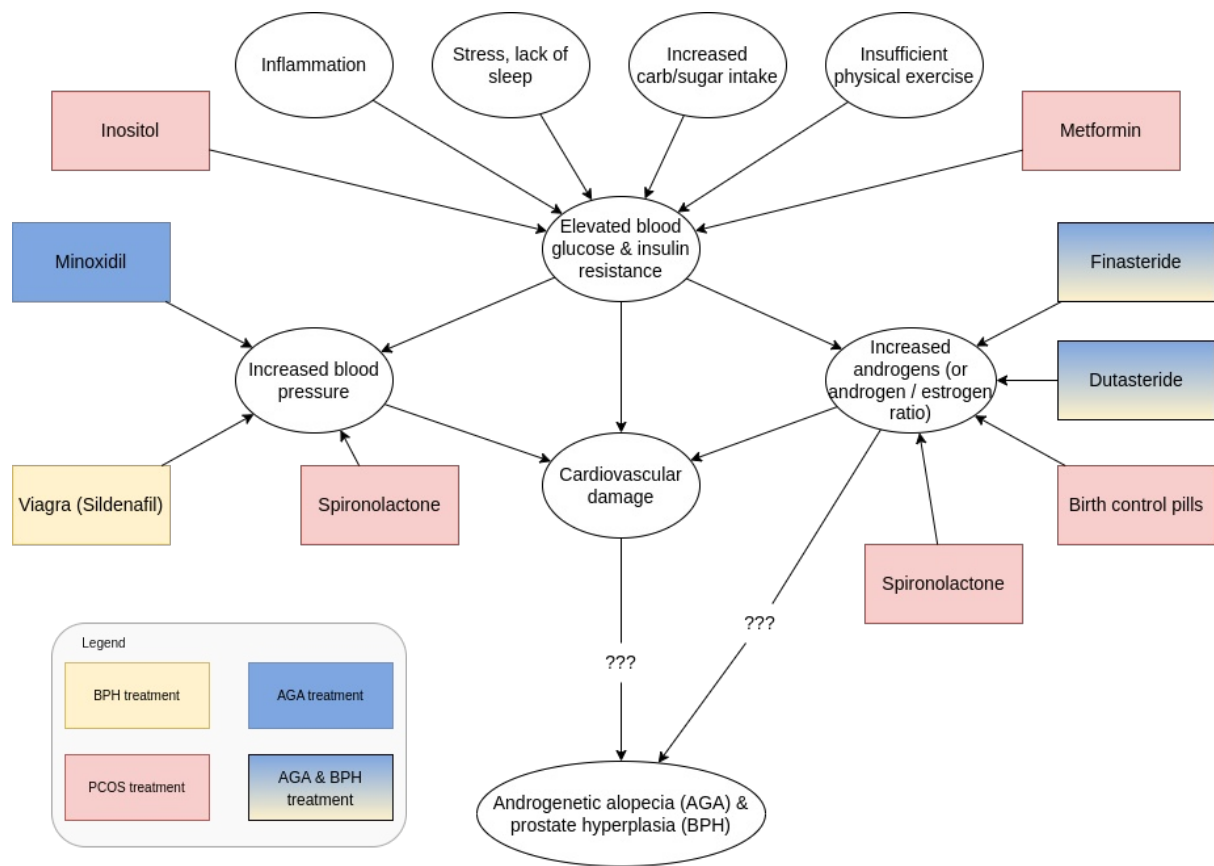 Inflammation
Stress, lack of
sleep
Increased
carb/sugar intake
Insufficient
physical exercise
Inositol
Metformin
Elevated blood
glucose & insulin
resistance
Minoxidil
Finasteride
Increased blood
pressure
Increased
androgens (or
androgen / estrogen
ratio)
Dutasteride
Cardiovascular
damage
Viagra (Sildenafil)
Spironolactone
Birth control pills
Spironolactone
???
???
Legend
BPH treatment
AGA treatment
PCOS treatment
AGA & BPH
treatment
Androgenetic alopecia (AGA) &
prostate hyperplasia (BPH)